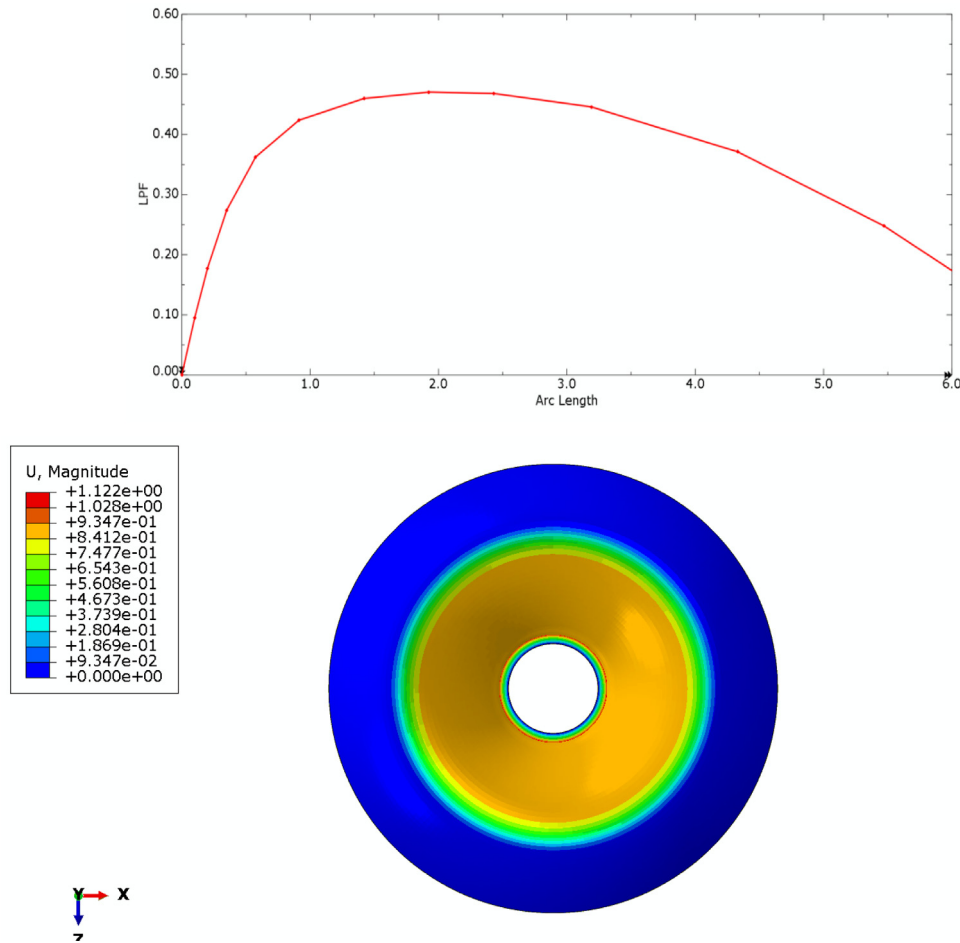 0.60
0.50
0.40
0.30
0.20
0.10
0.00
LPF
0.0 1.0 2.0 3.0 4.0 5.0 6.0
Arc Length
U, Magnitude
+1.122e+00
+1.028e+00
+9.347e-01
+8.412e-01
+7.477e-01
+6.543e-01
+5.608e-01
+4.673e-01
+3.739e-01
+2.804e-01
+1.869e-01
+9.347e-02
+0.000e+00
Y X
Z